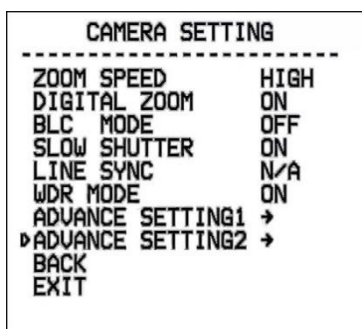 CAMERA SETTING
ZOOM SPEED HIGH
DIGITAL ZOOM ON
BLC MODE OFF
SLOW SHUTTER ON
LINE SYNC N/A
WDR MODE ON
ADVANCE SETTING1 →
ADVANCE SETTING2 →
BACK
EXIT